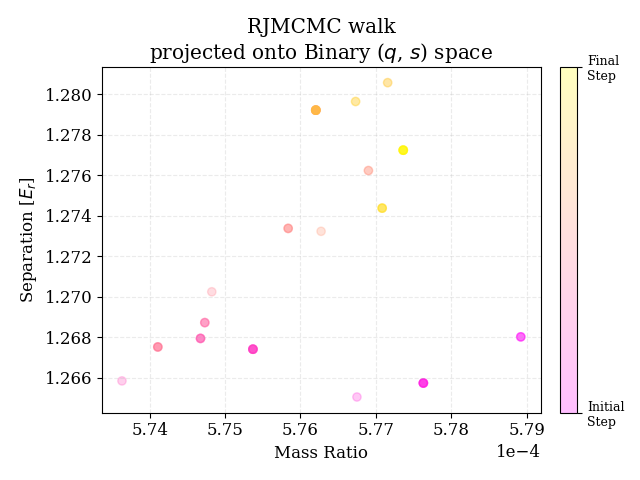 RJMCMC walk
projected onto Binary (q, s) space
Final
Step
1.280
1.278
1.276
1.274
1.272
1.270
1.268
1.266
Separation [E_r]
Initial
Step
5.74 5.75 5.76 5.77 5.78 5.79
Mass Ratio
1e−4